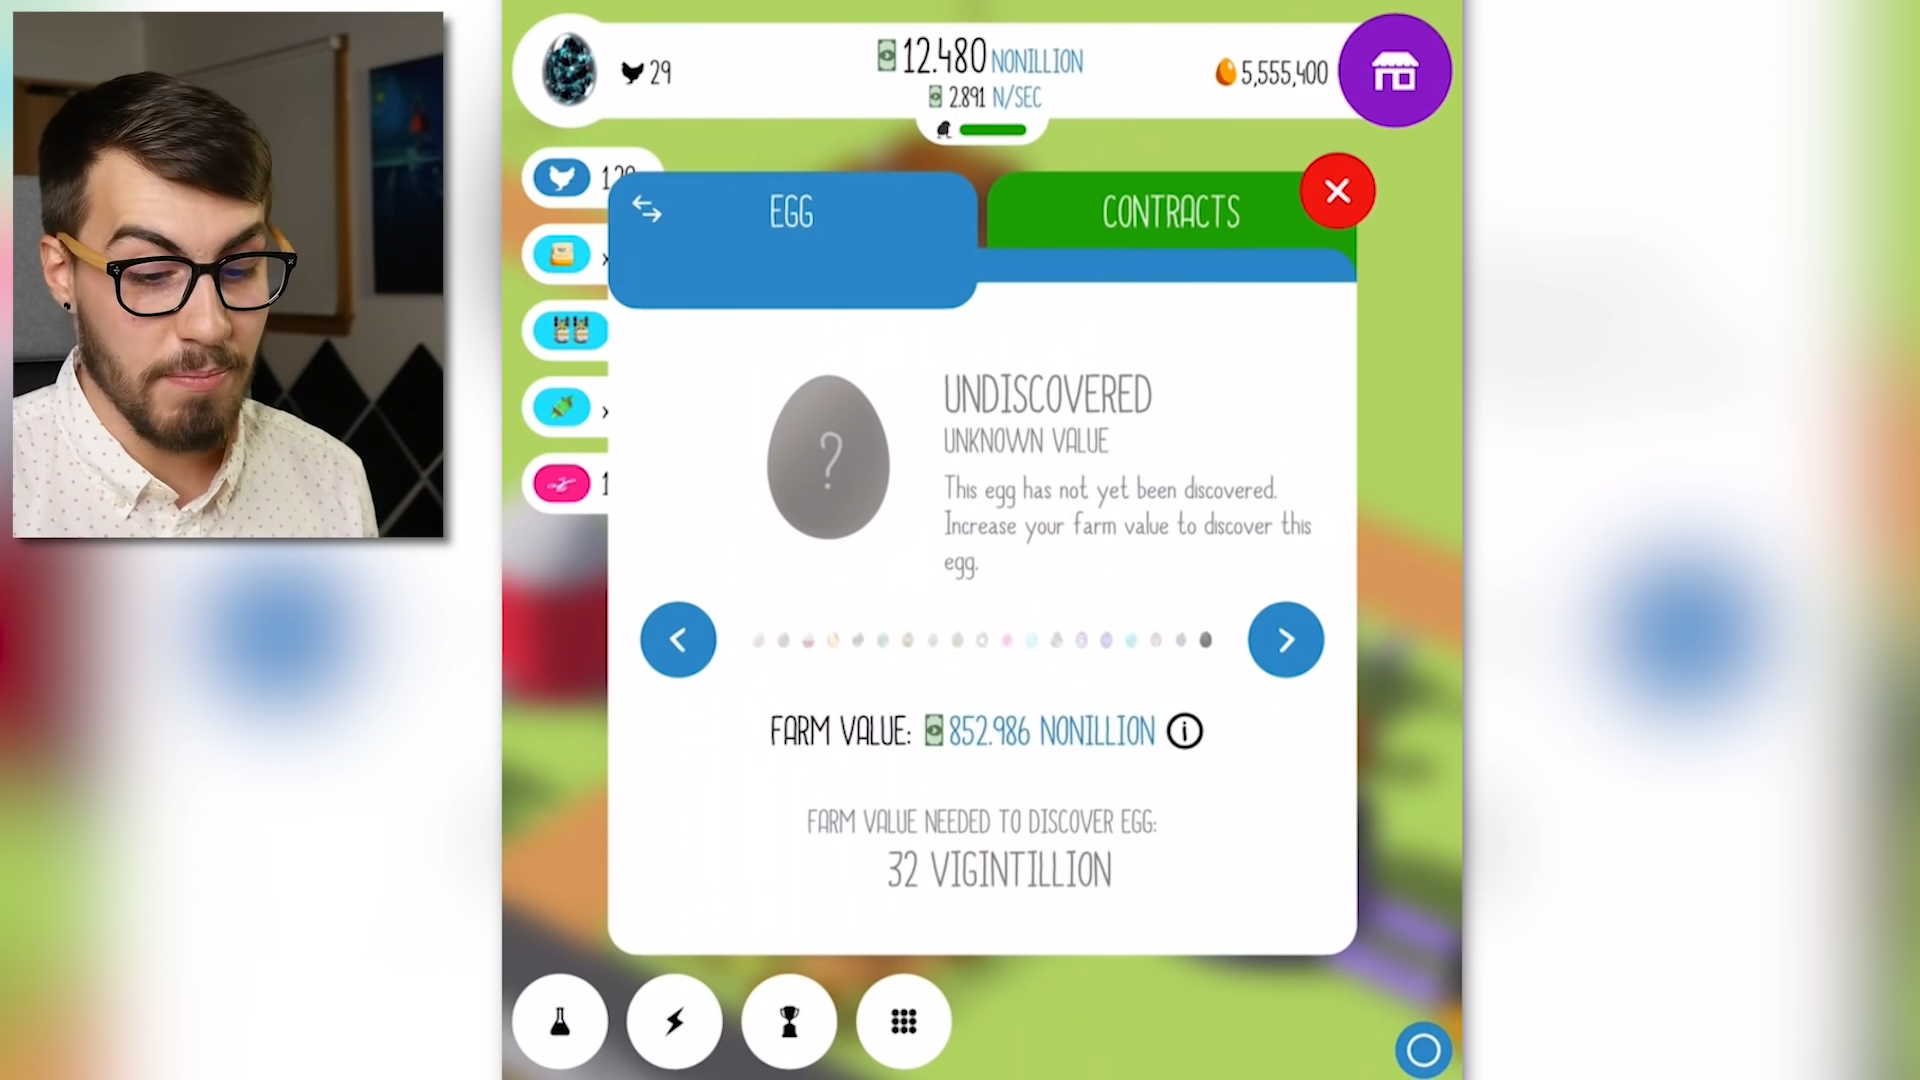 29
12.480 NONILLION
2.891 N/SEC
5,555,400
EGG
CONTRACTS
?
UNDISCOVERED
UNKNOWN VALUE
This egg has not yet been discovered.
Increase your farm value to discover this
egg.
FARM VALUE: 852.986 NONILLION
FARM VALUE NEEDED TO DISCOVER EGG:
32 VIGINTILLION